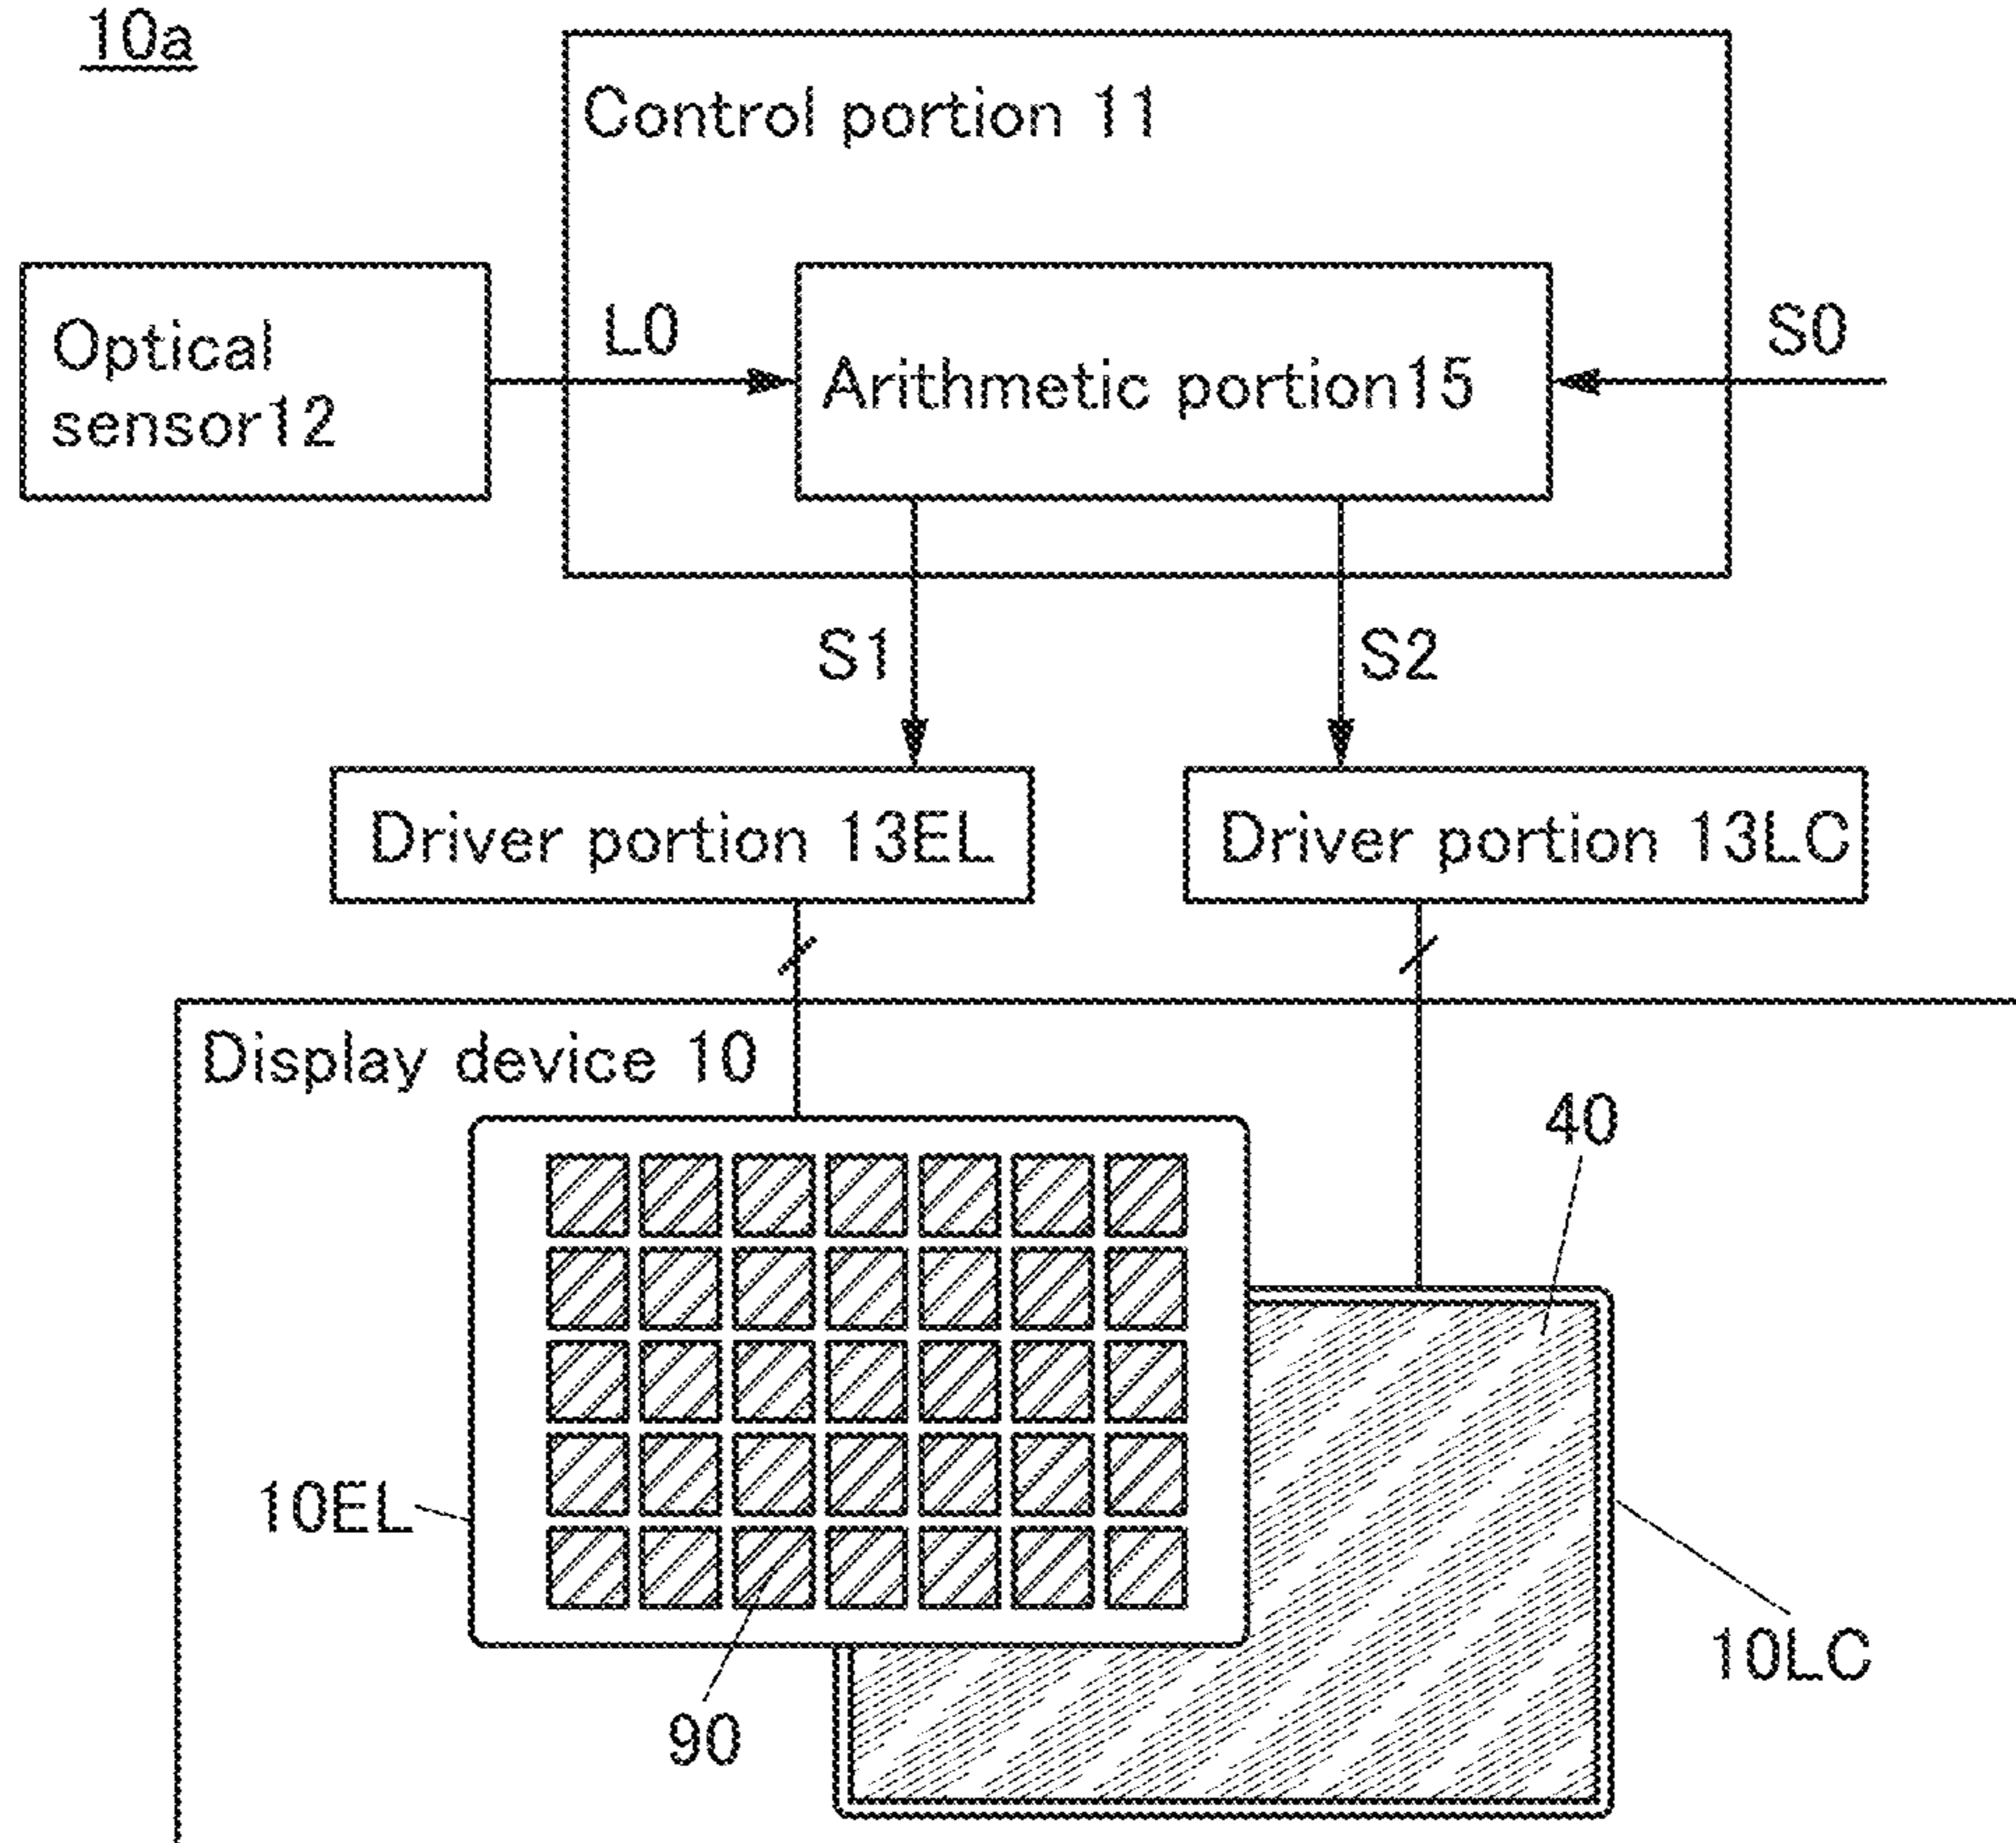 10a
Control portion 11
Optical
sensor12
L0
Arithmetic portion15
S0
S1
S2
Driver portion 13EL
Driver portion 13LC
Display device 10
40
10EL
10LC
90